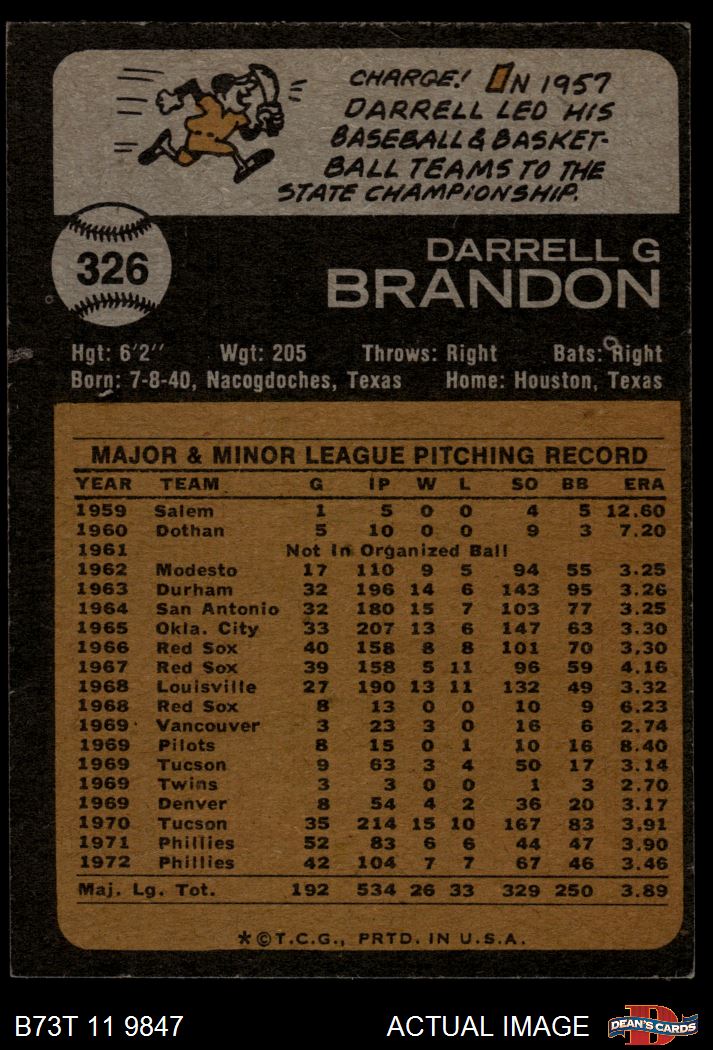 CHARGE! IN 1957
DARRELL LED HIS
BASEBALL & BASKET-
BALL TEAMS TO THE
STATE CHAMPIONSHIP.
326
DARRELL G
BRANDON
Hgt: 6'2" Wgt: 205 Throws: Right Bats: Right
Born: 7-8-40, Nacogdoches, Texas Home: Houston, Texas
MAJOR & MINOR LEAGUE PITCHING RECORD
YEAR TEAM G IP W L SO BB ERA
1959 Salem 1 5 0 0 4 5 12.60
1960 Dothan 5 10 0 0 9 3 7.20
1961 Not In Organized Ball
1962 Modesto 17 110 9 5 94 55 3.25
1963 Durham 32 196 14 6 143 95 3.26
1964 San Antonio 32 180 15 7 103 77 3.25
1965 Okla. City 33 207 13 6 147 63 3.30
1966 Red Sox 40 158 8 8 101 70 3.30
1967 Red Sox 39 158 5 11 96 59 4.16
1968 Louisville 27 190 13 11 132 49 3.32
1968 Red Sox 8 13 0 0 10 9 6.23
1969 Vancouver 3 23 3 0 16 6 2.74
1969 Pilots 8 15 0 1 10 16 8.40
1969 Tucson 9 63 3 4 50 17 3.14
1969 Twins 3 3 0 0 1 3 2.70
1969 Denver 8 54 4 2 36 20 3.17
1970 Tucson 35 214 15 10 167 83 3.91
1971 Phillies 52 83 6 6 44 47 3.90
1972 Phillies 42 104 7 7 67 46 3.46
Maj. Lg. Tot. 192 534 26 33 329 250 3.89
*©T.C.G., PRTD. IN U.S.A.
B73T 11 9847 ACTUAL IMAGE D DEAN'S CARDS